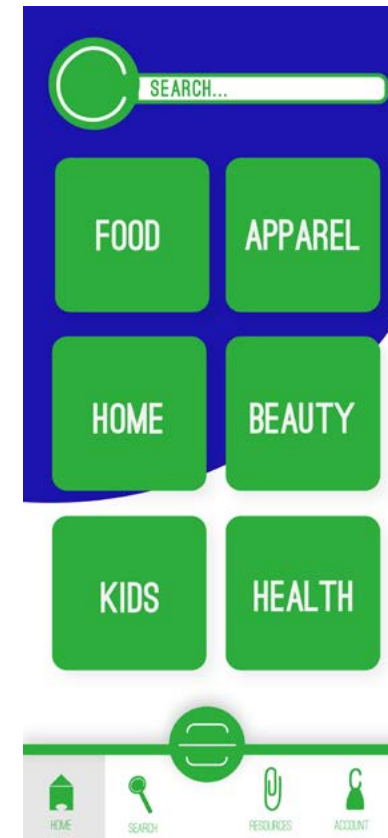 SEARCH...
FOOD APPAREL
HOME BEAUTY
KIDS HEALTH
HOME SEARCH RESOURCES ACCOUNT